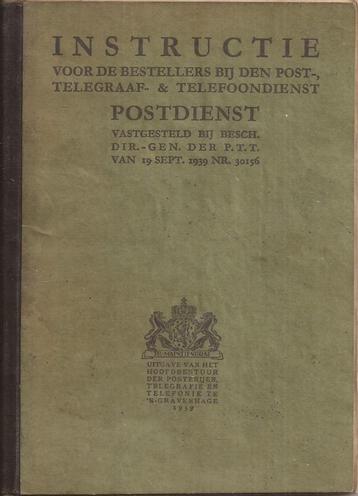 INSTRUCTIE
VOOR DE BESTELLERS BIJ DEN POST-,
TELEGRAAF- & TELEFOONDIENST
POSTDIENST
VASTGESTELD BIJ BESCH.
DIR.-GEN. DER P.T.T.
VAN 19 SEPT. 1939 NR. 30156
JE MAINTIENDRAI
UITGAVE VAN HET
HOOFDBESTUUR
DER POSTERIJEN,
TELEGRAFIE EN
TELEFONIE TE
'S-GRAVENHAGE
1939